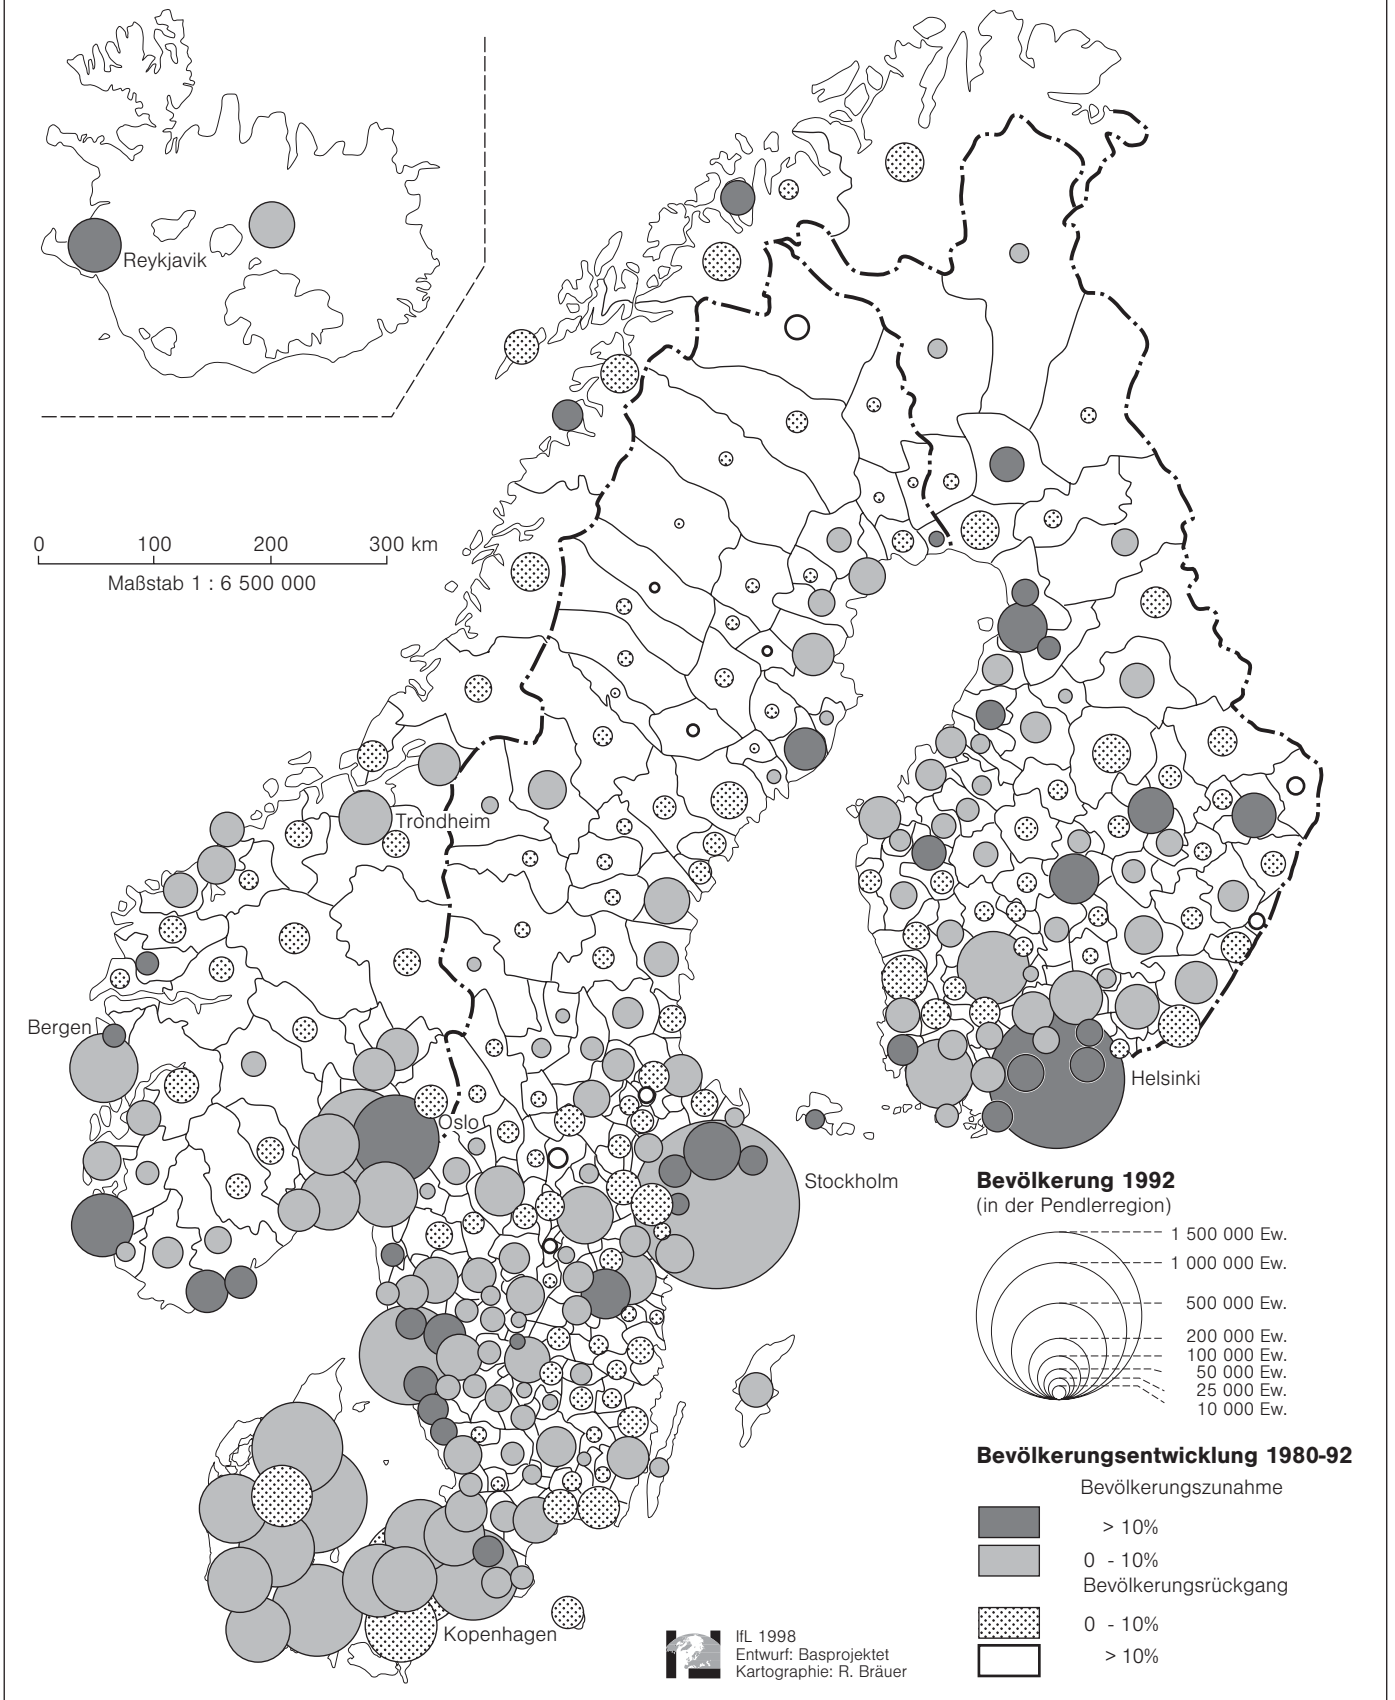 Reykjavik
0 100 200 300 km
Maßstab 1 : 6 500 000
Trondheim
Bergen
Oslo
Helsinki
Stockholm
Bevölkerung 1992
(in der Pendlerregion)
1 500 000 Ew.
1 000 000 Ew.
500 000 Ew.
200 000 Ew.
100 000 Ew.
50 000 Ew.
25 000 Ew.
10 000 Ew.
Bevölkerungsentwicklung 1980-92
Bevölkerungszunahme
> 10%
0 - 10%
Bevölkerungsrückgang
0 - 10%
> 10%
Kopenhagen
IfL 1998
Entwurf: Basprojektet
Kartographie: R. Bräuer